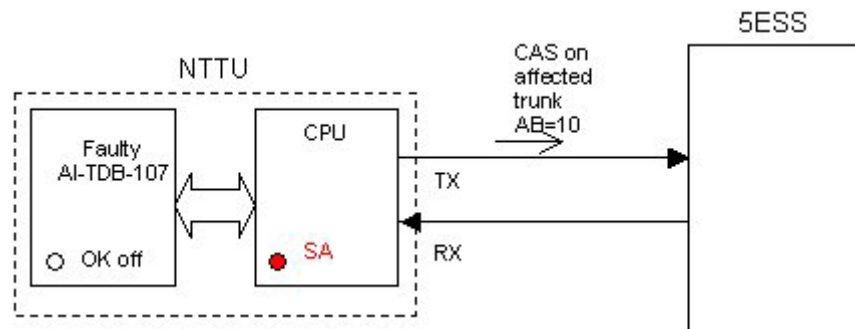 5ESS
NTTU
CAS on
affected
trunk
AB=10
Faulty
AI-TDB-107
CPU
TX
OK off
SA
RX